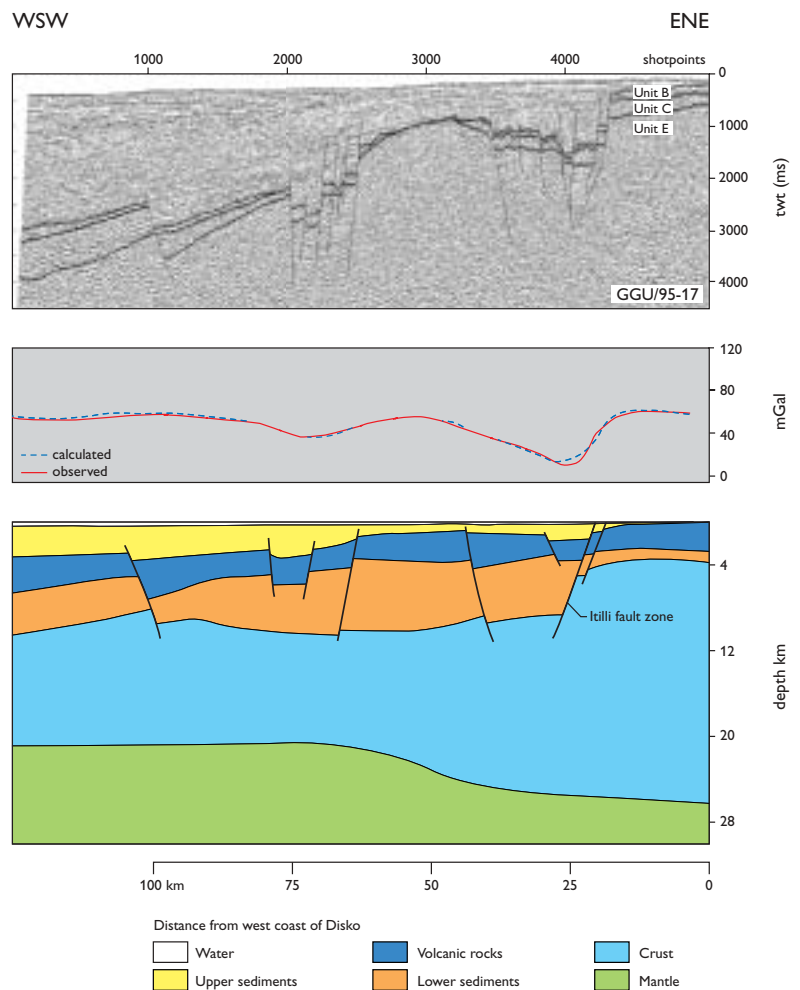 WSW ENE
1000 2000 3000 4000 shotpoints
0
Unit B
Unit C
1000
Unit E
2000
twt (ms)
3000
4000
GGU/95-17
120
80
mGal
40
calculated
observed
0
4
Itilli fault zone
12
depth km
20
28
100 km 75 50 25 0
Distance from west coast of Disko
Water Volcanic rocks Crust
Upper sediments Lower sediments Mantle